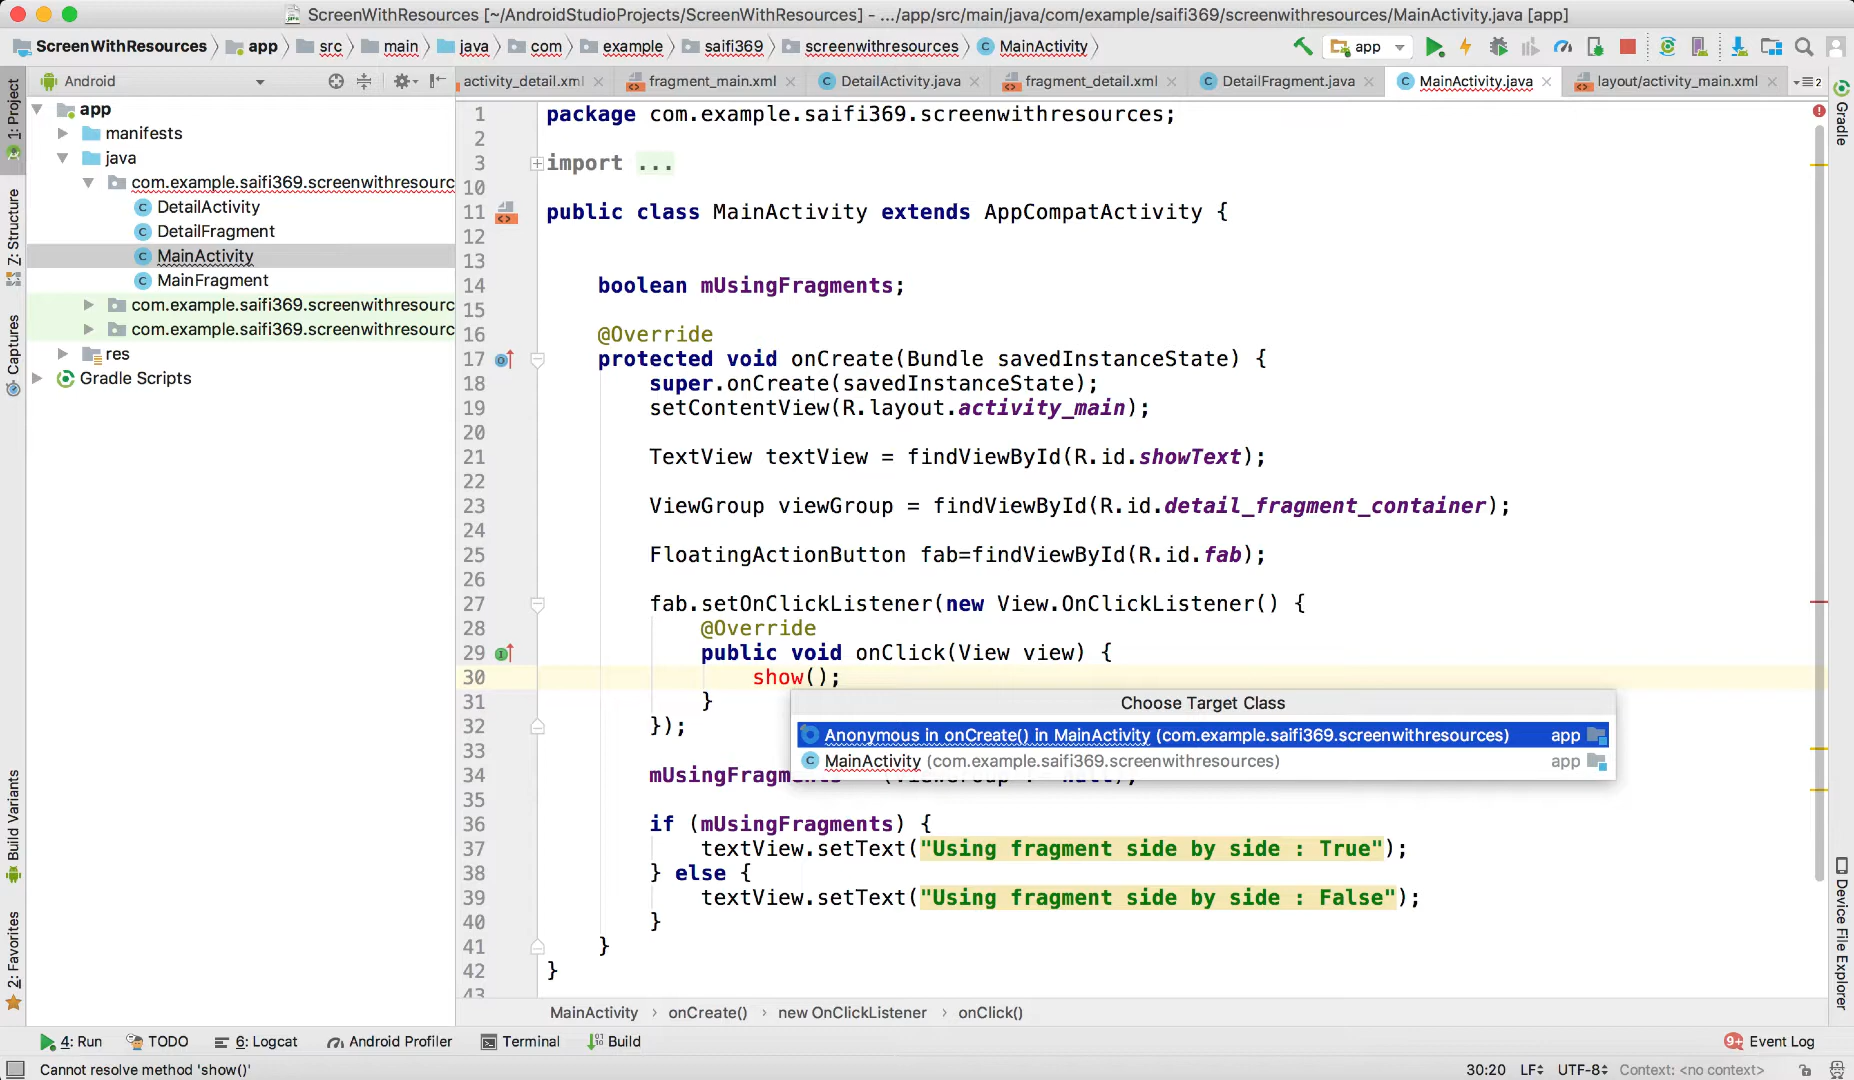 ScreenWithResources [~/AndroidStudioProjects/ScreenWithResources] - .../app/src/main/java/com/example/saifi369/screenwithresources/MainActivity.java [app]
ScreenWithResources app src main java com example saifi369 screenwithresources MainActivity app
Android
activity_detail.xml fragment_main.xml DetailActivity.java fragment_detail.xml DetailFragment.java MainActivity.java layout/activity_main.xml 2
1: Project
Z: Structure
Captures
Build Variants
2: Favorites
app
manifests
java
com.example.saifi369.screenwithresourc
DetailActivity
DetailFragment
MainActivity
MainFragment
com.example.saifi369.screenwithresourc
com.example.saifi369.screenwithresourc
res
Gradle Scripts
1 package com.example.saifi369.screenwithresources;
2
3 import ...
10
11 public class MainActivity extends AppCompatActivity {
12
13
14 boolean mUsingFragments;
15
16 @Override
17 protected void onCreate(Bundle savedInstanceState) {
18 super.onCreate(savedInstanceState);
19 setContentView(R.layout.activity_main);
20
21 TextView textView = findViewById(R.id.showText);
22
23 ViewGroup viewGroup = findViewById(R.id.detail_fragment_container);
24
25 FloatingActionButton fab=findViewById(R.id.fab);
26
27 fab.setOnClickListener(new View.OnClickListener() {
28 @Override
29 public void onClick(View view) {
30 show();
31 }
32 });
33
34 mUsingFragm
35
36 if (mUsingFragments) {
37 textView.setText("Using fragment side by side : True");
38 } else {
39 textView.setText("Using fragment side by side : False");
40 }
41 }
42 }
43
Choose Target Class
Anonymous in onCreate() in MainActivity (com.example.saifi369.screenwithresources) app
MainActivity (com.example.saifi369.screenwithresources) app
Gradle
Device File Explorer
MainActivity › onCreate() › new OnClickListener › onClick()
4: Run TODO 6: Logcat Android Profiler Terminal Build 9+ Event Log
Cannot resolve method 'show()' 30:20 LF UTF-8 Context: <no context>